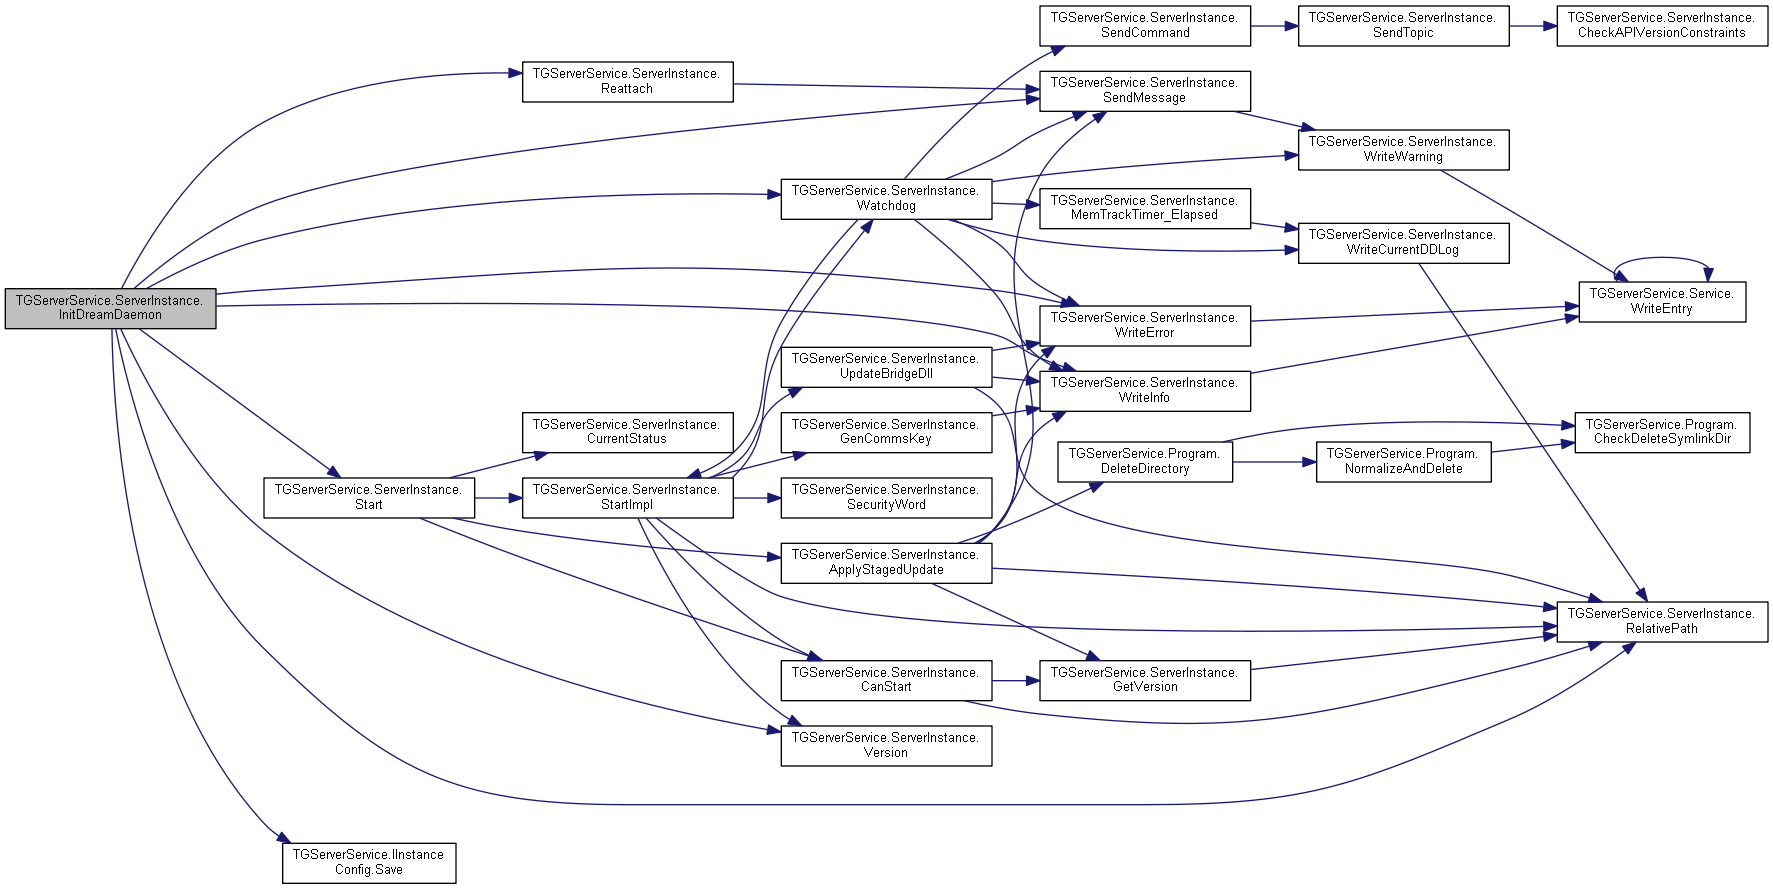 TGServerService.ServerInstance.
InitDreamDaemon
TGServerService.ServerInstance.
Reattach
TGServerService.ServerInstance.
SendCommand
TGServerService.ServerInstance.
SendTopic
TGServerService.ServerInstance.
CheckAPIVersionConstraints
TGServerService.ServerInstance.
SendMessage
TGServerService.ServerInstance.
WriteWarning
TGServerService.ServerInstance.
Watchdog
TGServerService.ServerInstance.
MemTrackTimer_Elapsed
TGServerService.ServerInstance.
WriteCurrentDDLog
TGServerService.Service.
WriteEntry
TGServerService.ServerInstance.
WriteError
TGServerService.ServerInstance.
UpdateBridgeDll
TGServerService.ServerInstance.
WriteInfo
TGServerService.ServerInstance.
CurrentStatus
TGServerService.ServerInstance.
GenCommsKey
TGServerService.Program.
DeleteDirectory
TGServerService.Program.
NormalizeAndDelete
TGServerService.Program.
CheckDeleteSymlinkDir
TGServerService.ServerInstance.
Start
TGServerService.ServerInstance.
StartImpl
TGServerService.ServerInstance.
SecurityWord
TGServerService.ServerInstance.
ApplyStagedUpdate
TGServerService.ServerInstance.
RelativePath
TGServerService.ServerInstance.
CanStart
TGServerService.ServerInstance.
GetVersion
TGServerService.ServerInstance.
Version
TGServerService.IInstance
Config.Save